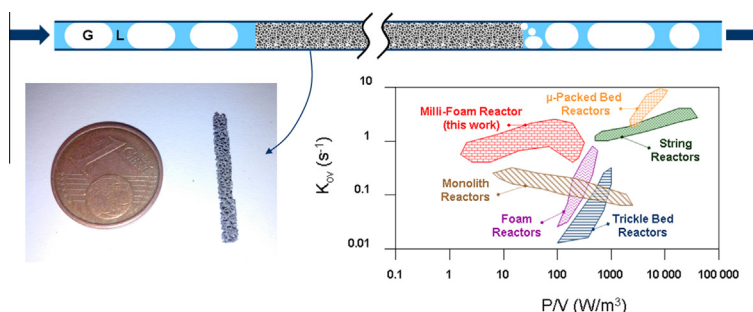 G L
10
1
0.1
0.01
K_OV (s⁻¹)
Milli-Foam Reactor
(this work)
µ-Packed Bed
Reactors
String
Reactors
Monolith
Reactors
Foam
Reactors
Trickle Bed
Reactors
0.1 1 10 100 1000 10 000 100 000
P/V (W/m³)
1